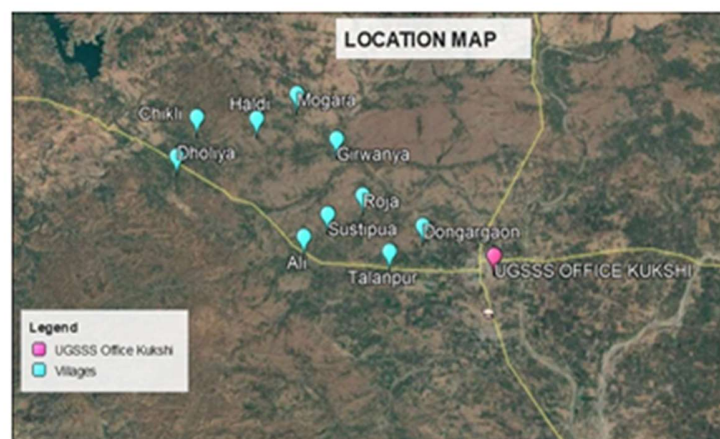 LOCATION MAP
Chikli
Haldi
Mogara
Dholiya
Girwanya
Roja
Sustipua
Dongargaon
Ali
Talanpur
UGSSS OFFICE KUKSHI
Legend
UGSSS Office Kukshi
Villages